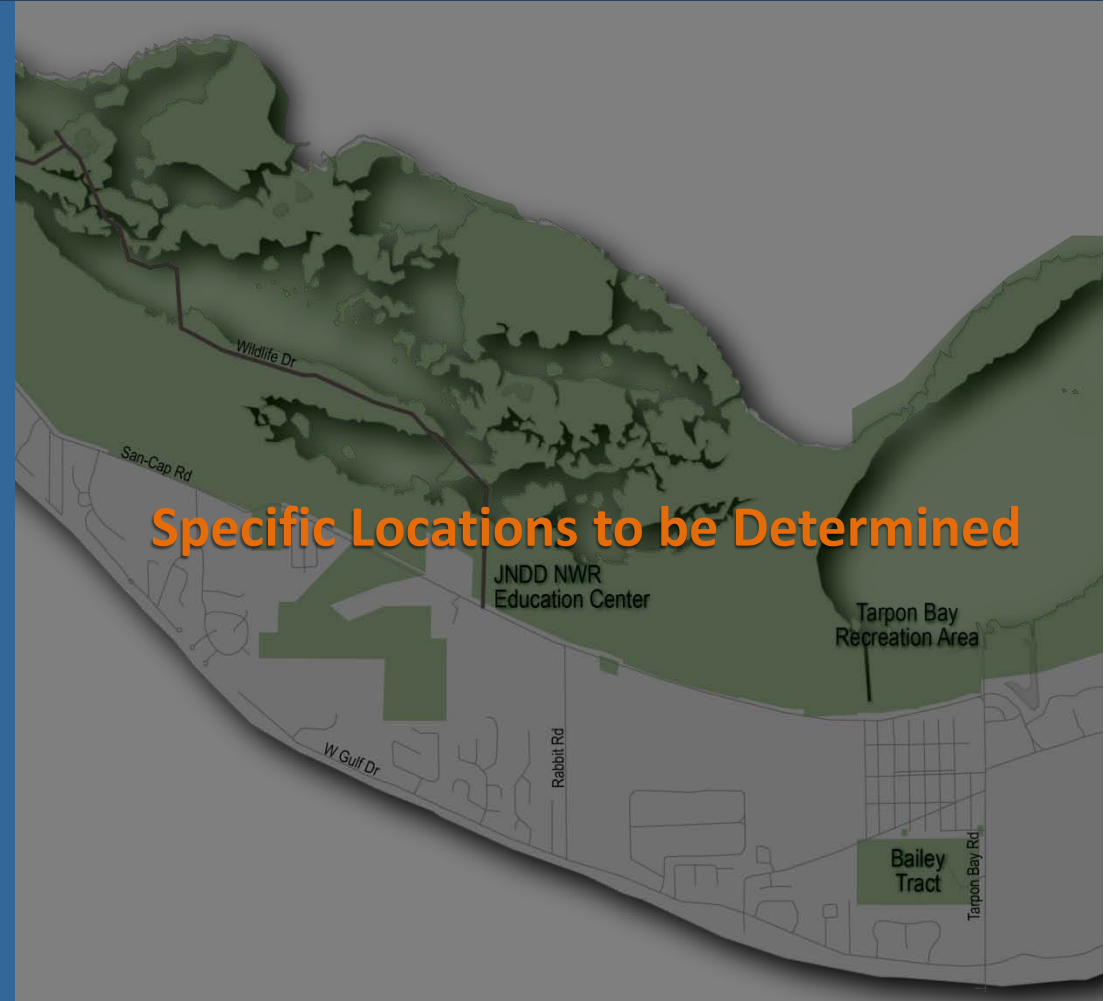 Wildlife Dr
San-Cap Rd
Specific Locations to be Determined
JNDD NWR
Education Center
Tarpon Bay
Recreation Area
W Gulf Dr
Rabbit Rd
Bailey
Tract
Tarpon Bay Rd